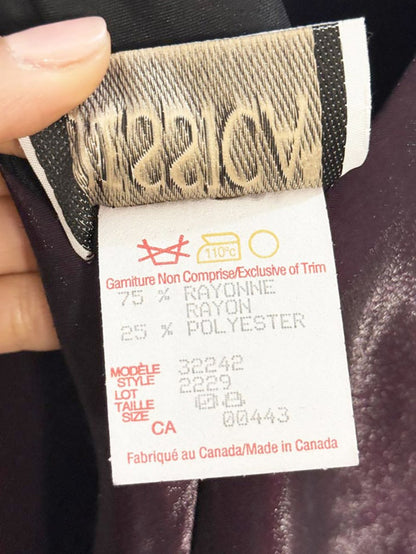 110°C
Garniture Non Comprise/Exclusive of Trim
75 % RAYONNE
RAYON
25 % POLYESTER
MODÈLE 32242
STYLE
LOT 2229
TAILLE 08
SIZE
CA 00443
Fabriqué au Canada/Made in Canada